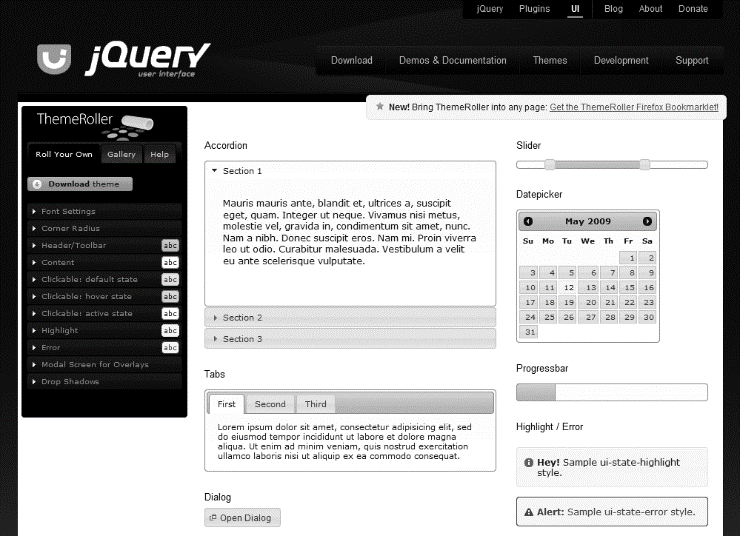 jQuery Plugins UI Blog About Donate
jQuery
user interface
Download Demos & Documentation Themes Development Support
New! Bring ThemeRoller into any page: Get the ThemeRoller Firefox Bookmarklet!
ThemeRoller
Roll Your Own Gallery Help
Download theme
Font Settings
Corner Radius
Header/Toolbar abc
Content abc
Clickable: default state abc
Clickable: hover state abc
Clickable: active state abc
Highlight abc
Error abc
Modal Screen for Overlays
Drop Shadows
Accordion
Section 1
Mauris mauris ante, blandit et, ultrices a, suscipit
eget, quam. Integer ut neque. Vivamus nisi metus,
molestie vel, gravida in, condimentum sit amet, nunc.
Nam a nibh. Donec suscipit eros. Nam mi. Proin viverra
leo ut odio. Curabitur malesuada. Vestibulum a velit
eu ante scelerisque vulputate.
Section 2
Section 3
Tabs
First Second Third
Lorem ipsum dolor sit amet, consectetur adipisicing elit, sed
do eiusmod tempor incididunt ut labore et dolore magna
aliqua. Ut enim ad minim veniam, quis nostrud exercitation
ullamco laboris nisi ut aliquip ex ea commodo consequat.
Dialog
Open Dialog
Slider
Datepicker
May 2009
Su Mo Tu We Th Fr Sa
1 2
3 4 5 6 7 8 9
10 11 12 13 14 15 16
17 18 19 20 21 22 23
24 25 26 27 28 29 30
31
Progressbar
Highlight / Error
Hey! Sample ui-state-highlight
style.
Alert: Sample ui-state-error style.